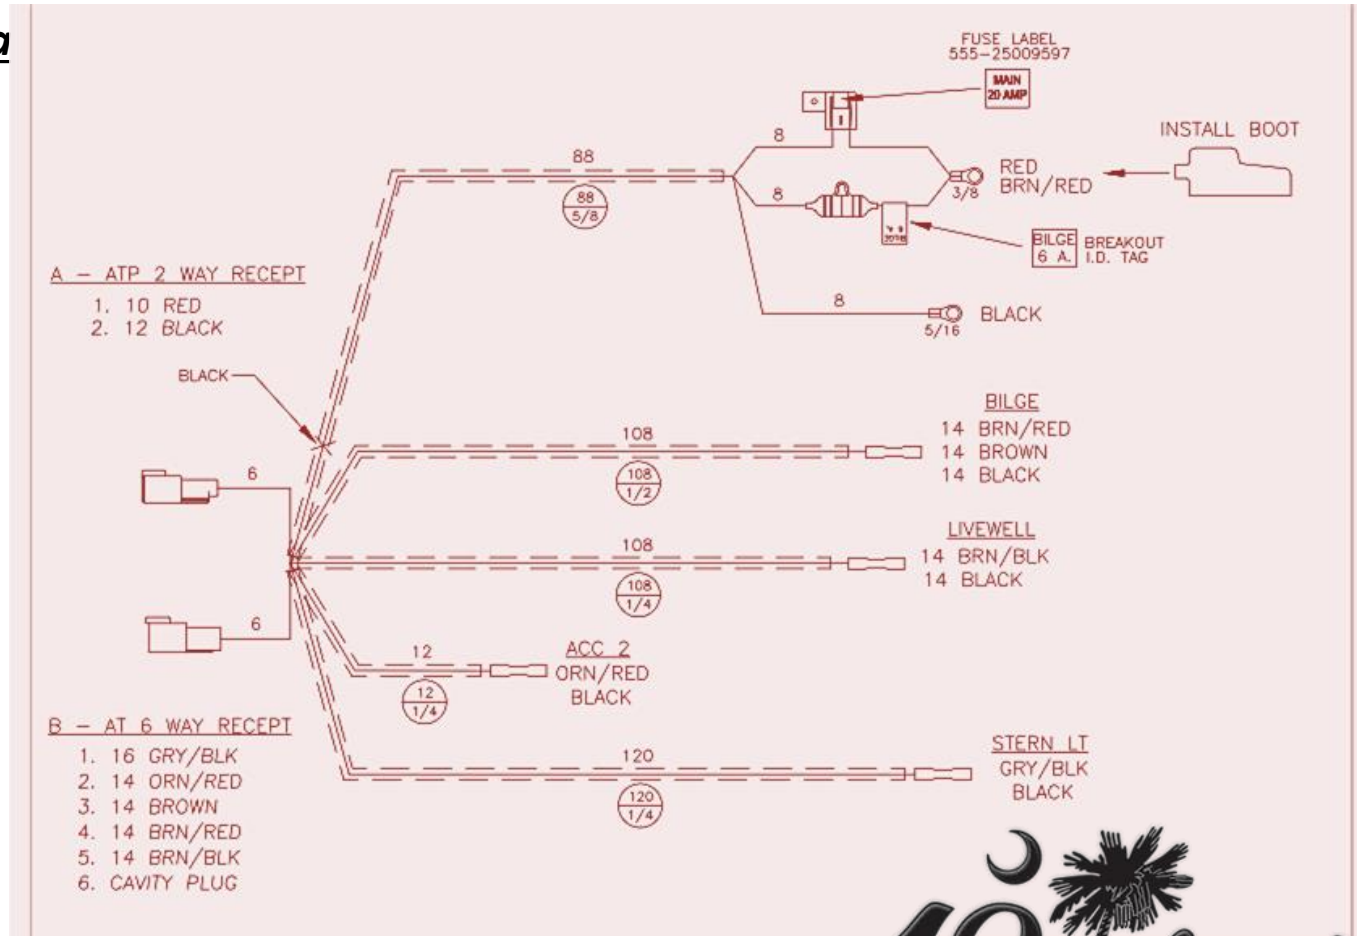 FUSE LABEL
555-25009597
MAIN
20 AMP
INSTALL BOOT
8
88
RED
BRN/RED
3/8
88
5/8
8
BILGE
6 A.
BREAKOUT
I.D. TAG
A - ATP 2 WAY RECEPT
1. 10 RED
2. 12 BLACK
8
BLACK
5/16
BLACK
BILGE
14 BRN/RED
14 BROWN
14 BLACK
108
108
1/2
6
LIVEWELL
14 BRN/BLK
14 BLACK
108
108
1/4
6
ACC 2
ORN/RED
BLACK
12
12
1/4
B - AT 6 WAY RECEPT
1. 16 GRY/BLK
2. 14 ORN/RED
3. 14 BROWN
4. 14 BRN/RED
5. 14 BRN/BLK
6. CAVITY PLUG
STERN LT
GRY/BLK
BLACK
120
120
1/4